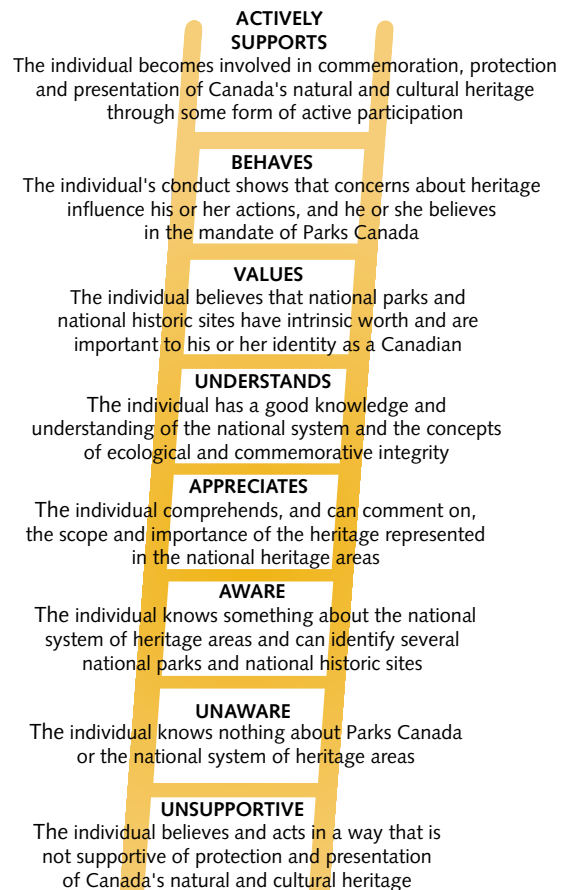 ACTIVELY
SUPPORTS
The individual becomes involved in commemoration, protection
and presentation of Canada's natural and cultural heritage
through some form of active participation
BEHAVES
The individual's conduct shows that concerns about heritage
influence his or her actions, and he or she believes
in the mandate of Parks Canada
VALUES
The individual believes that national parks and
national historic sites have intrinsic worth and are
important to his or her identity as a Canadian
UNDERSTANDS
The individual has a good knowledge and
understanding of the national system and the concepts
of ecological and commemorative integrity
APPRECIATES
The individual comprehends, and can comment on,
the scope and importance of the heritage represented
in the national heritage areas
AWARE
The individual knows something about the national
system of heritage areas and can identify several
national parks and national historic sites
UNAWARE
The individual knows nothing about Parks Canada
or the national system of heritage areas
UNSUPPORTIVE
The individual believes and acts in a way that is
not supportive of protection and presentation
of Canada's natural and cultural heritage